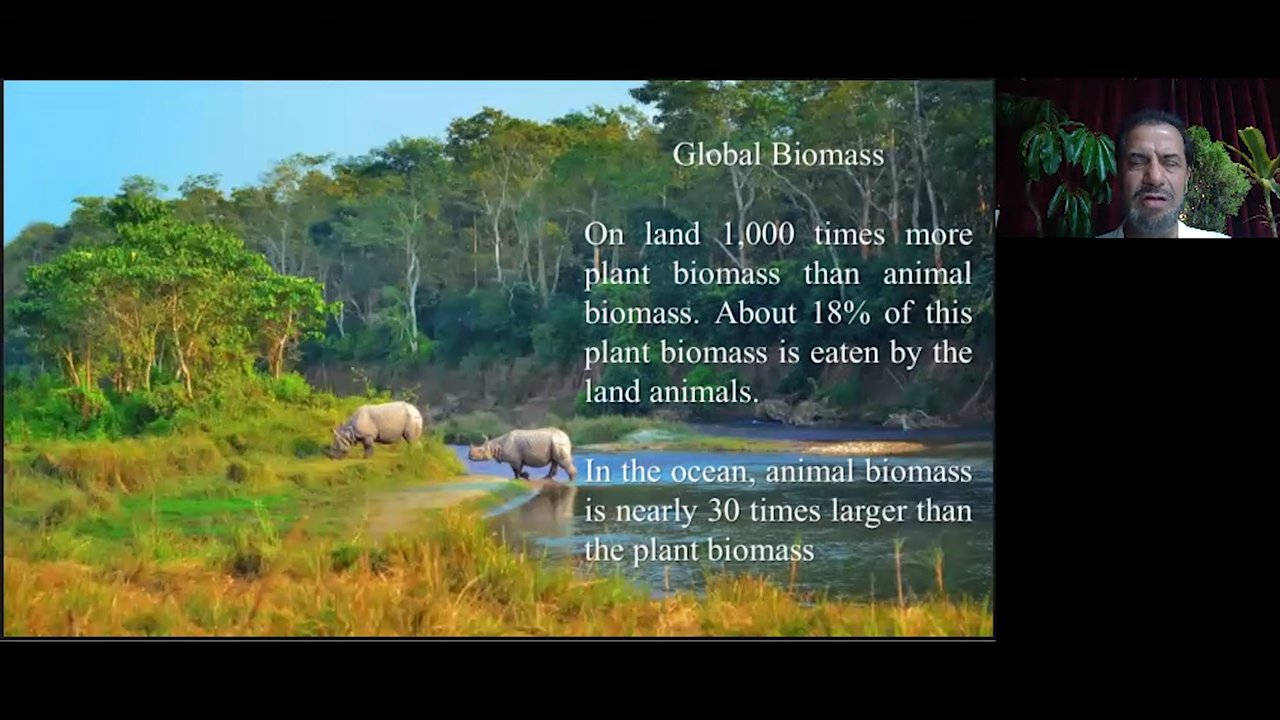 Global Biomass
On land 1,000 times more
plant biomass than animal
biomass. About 18% of this
plant biomass is eaten by the
land animals.
In the ocean, animal biomass
is nearly 30 times larger than
the plant biomass